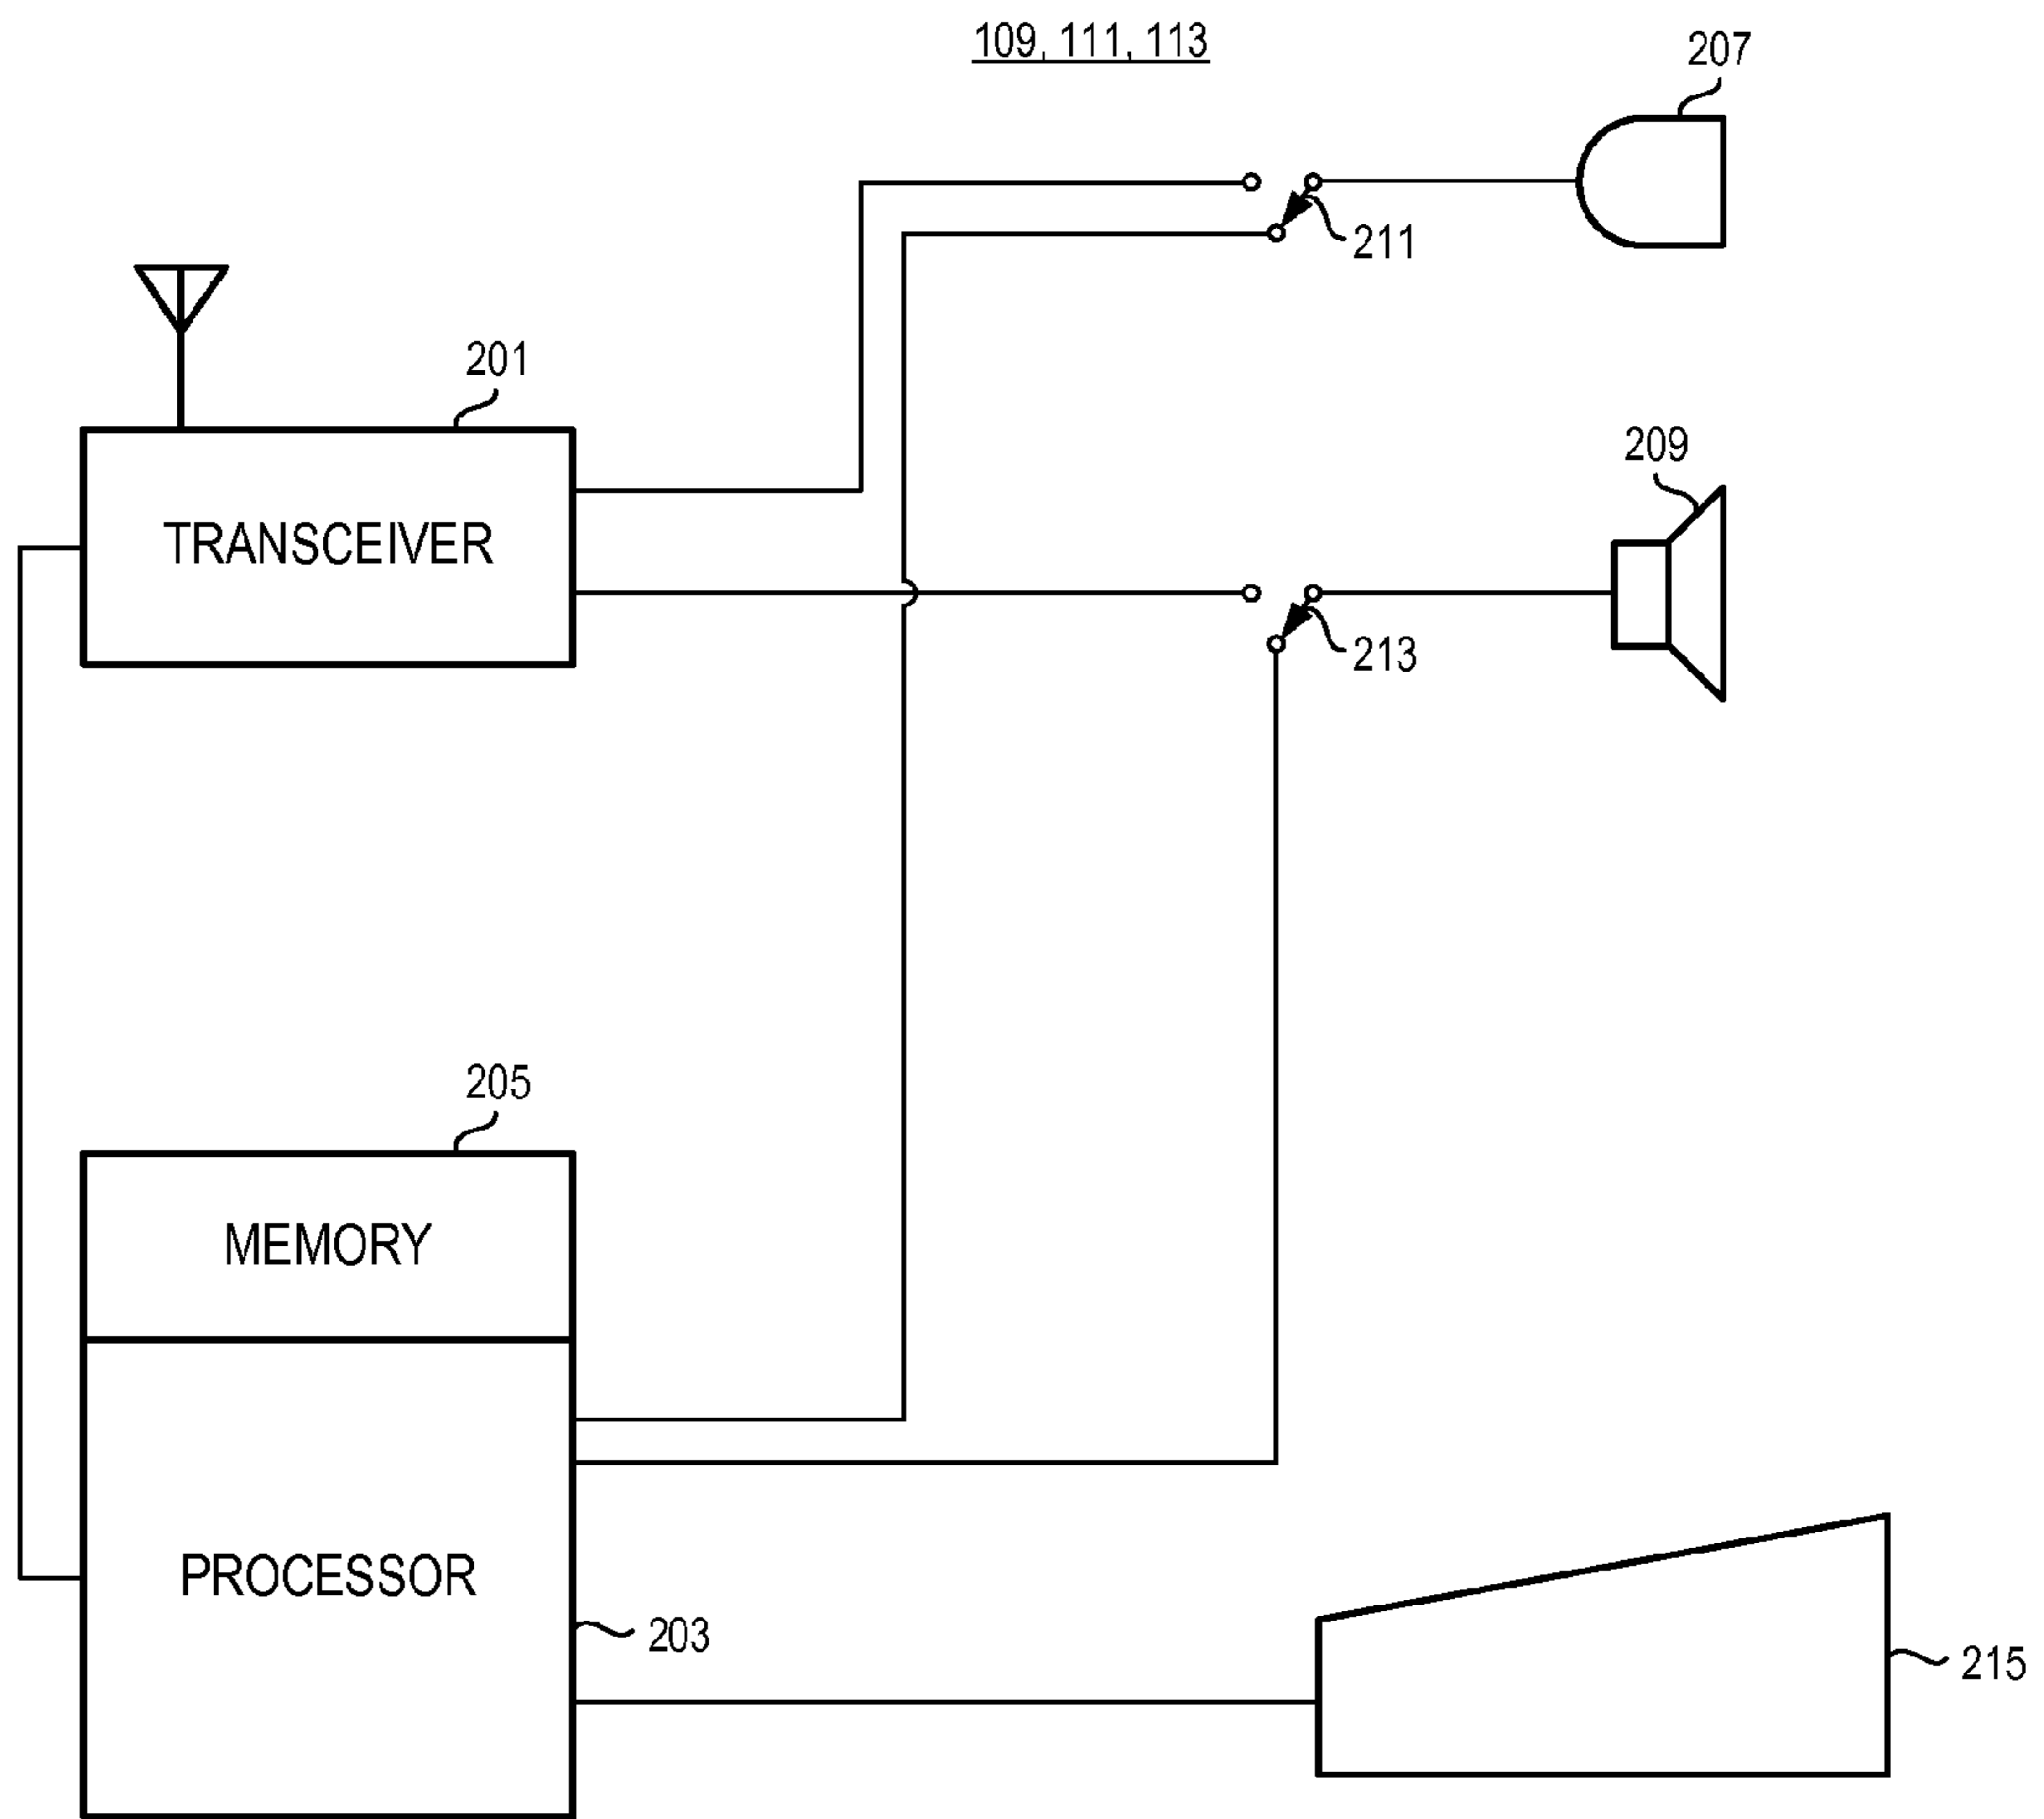 109, 111, 113
207
211
201
TRANSCEIVER
209
213
205
MEMORY
PROCESSOR
203
215